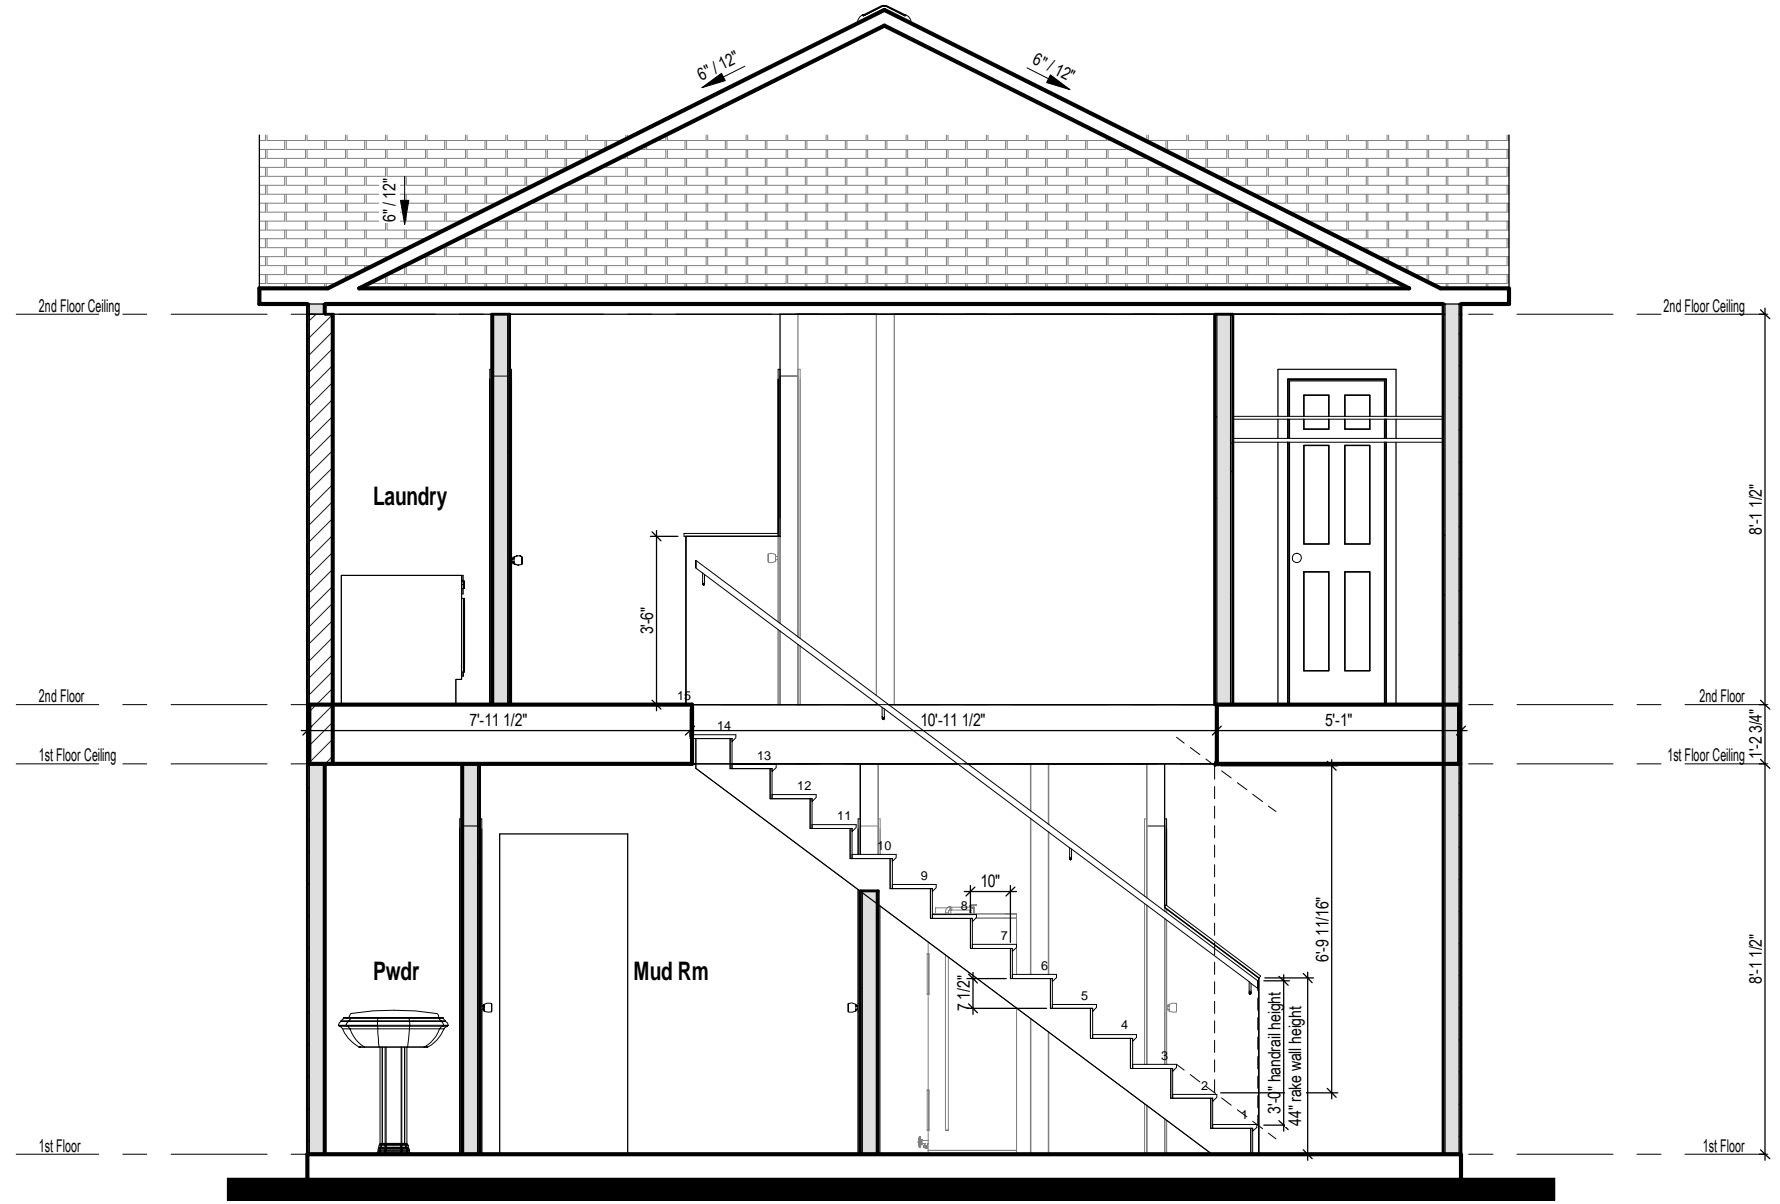 6" / 12"
6" / 12"
6" / 12"
2nd Floor Ceiling
2nd Floor Ceiling
Laundry
8'-1 1/2"
3'-6"
2nd Floor
15
2nd Floor
7'-11 1/2"
14
10'-11 1/2"
5'-1"
1'-2 3/4"
1st Floor Ceiling
13
1st Floor Ceiling
12
11
10
9
10"
8
7
6'-9 11/16"
Pwdr
Mud Rm
6
8'-1 1/2"
7 1/2"
5
4
3'-0" handrail height
44" rake wall height
3
2
1
1st Floor
1st Floor